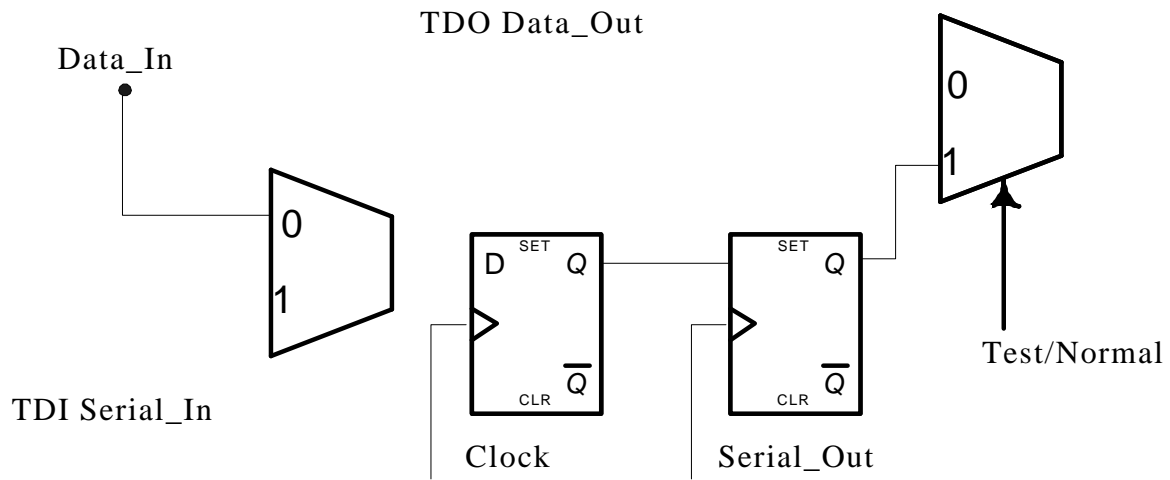 TDO Data_Out
Data_In
0
1
0
1
SET
D Q
Q
CLR
SET
Q
Q
CLR
Test/Normal
TDI Serial_In
Clock
Serial_Out